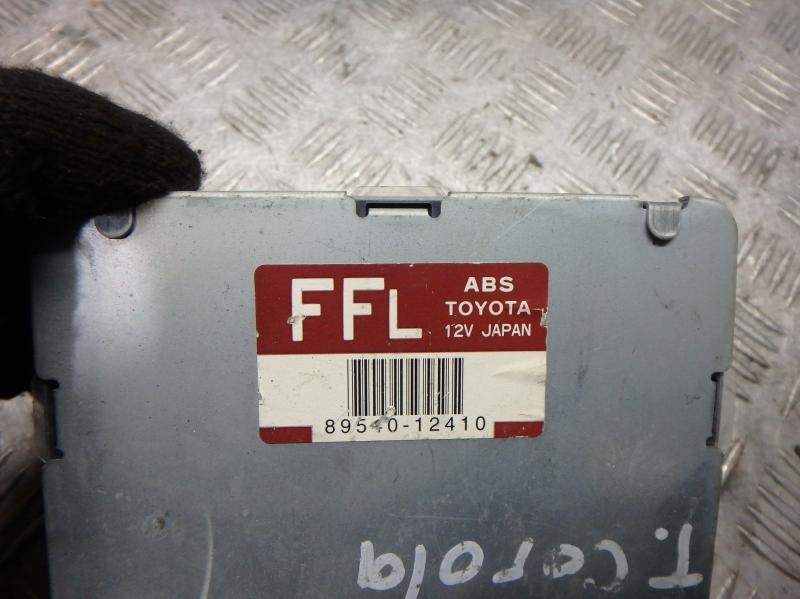 FFL
ABS
TOYOTA
12V JAPAN
89540-12410
T. Corola